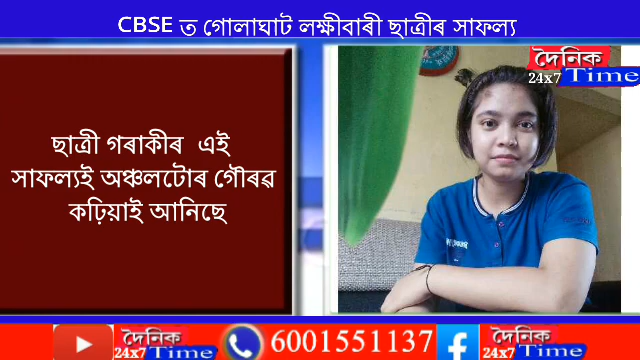 CBSE ত গোলাঘাট লক্ষীবাৰী ছাত্ৰীৰ সাফল্য
দৈনিক
24x7 Time
ছাত্ৰী গৰাকীৰ এই
সাফল্যই অঞ্চলটোৰ গৌৰৱ
কঢ়িয়াই আনিছে
দৈনিক
24x7 Time
6001551137
দৈনিক
24x7 Time